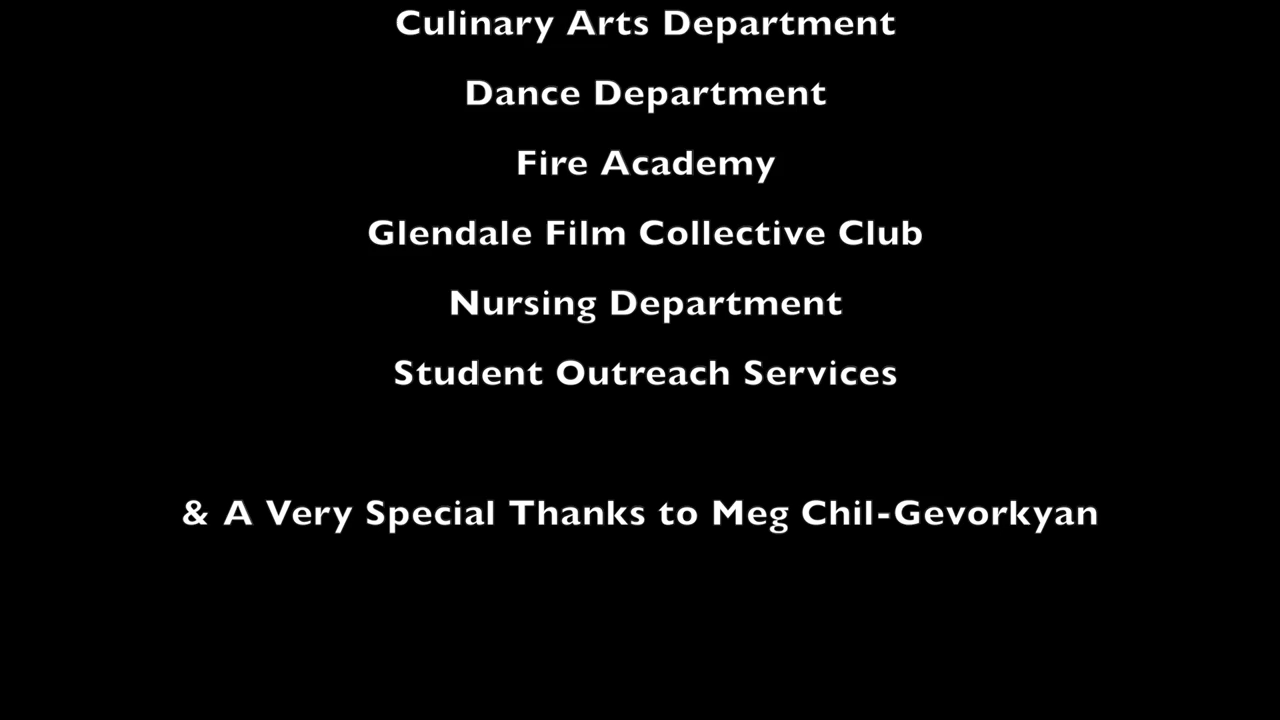 Culinary Arts Department
Dance Department
Fire Academy
Glendale Film Collective Club
Nursing Department
Student Outreach Services
& A Very Special Thanks to Meg Chil-Gevorkyan